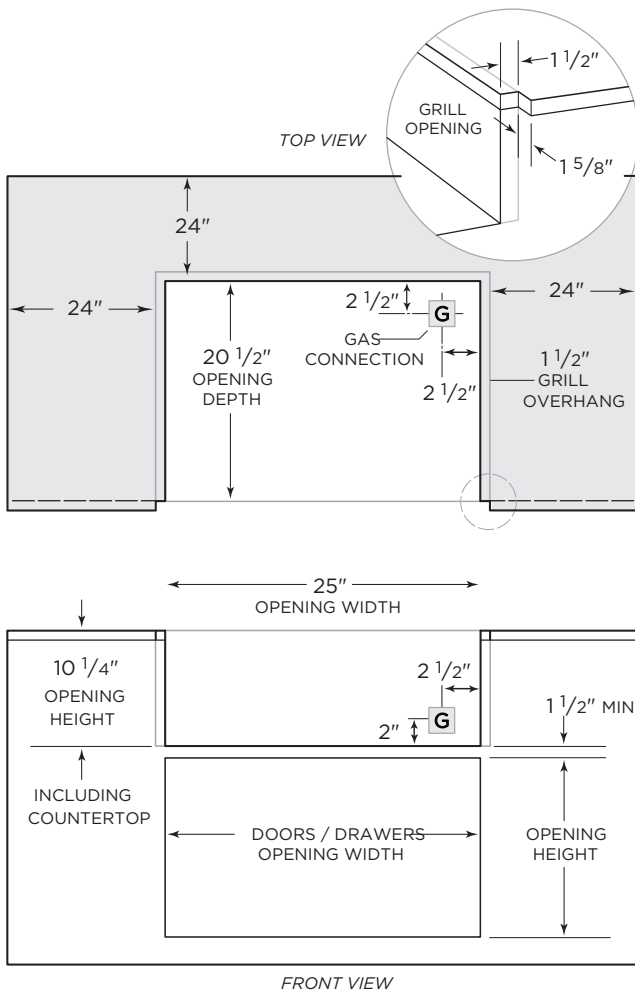 1 1/2"
GRILL
OPENING
TOP VIEW
1 5/8"
24"
24"
2 1/2"
G
24"
20 1/2"
OPENING
DEPTH
GAS
CONNECTION
2 1/2"
1 1/2"
GRILL
OVERHANG
25"
OPENING WIDTH
10 1/4"
OPENING
HEIGHT
2 1/2"
G
2"
1 1/2" MIN
INCLUDING
COUNTERTOP
DOORS / DRAWERS
OPENING WIDTH
OPENING
HEIGHT
FRONT VIEW